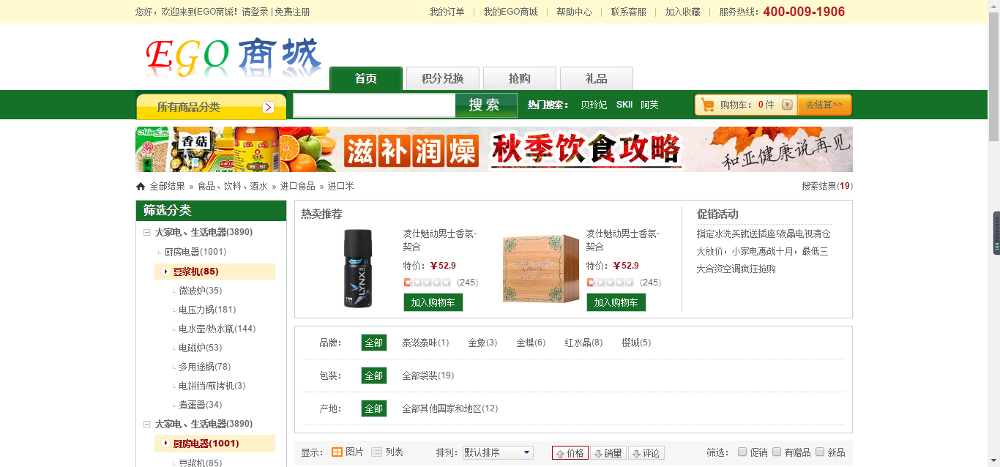 您好，欢迎来到EGO商城！请登录 | 免费注册
我的订单 | 我的EGO商城 | 帮助中心 | 联系客服 | 加入收藏 | 服务热线：400-009-1906
EGO 商城
首页 积分兑换 抢购 礼品
所有商品分类
搜 索
热门搜索： 贝玲妃 SKII 阿芙
购物车：0 件 去结算>>
香菇
滋补润燥 秋季饮食攻略 和亚健康说再见
全部结果 » 食品、饮料、酒水 » 进口食品 » 进口米
搜索结果(19)
筛选分类
大家电、生活电器(3890)
厨房电器(1001)
豆浆机(85)
微波炉(35)
电压力锅(181)
电水壶/热水瓶(144)
电磁炉(53)
多用途锅(78)
电饼铛/煎拷机(3)
煮蛋器(34)
大家电、生活电器(3890)
厨房电器(1001)
豆浆机(85)
热卖推荐
LYNX
凌仕魅动男士香氛-
契合
特价：￥52.9
(245)
加入购物车
凌仕魅动男士香氛-
契合
特价：￥52.9
(245)
加入购物车
促销活动
指定冰洗买就送插座!液晶电视清仓
大放价，小家电惠战十月，最低三
大合资空调疯狂抢购
品牌： 全部 泰滋泰味(1) 金象(3) 金蝶(6) 红水晶(8) 樱城(5)
包装： 全部 全部袋装(19)
产地： 全部 全部其他国家和地区(12)
显示： 图片 列表 排列： 默认排序 价格 销量 评论 筛选： 促销 有赠品 新品